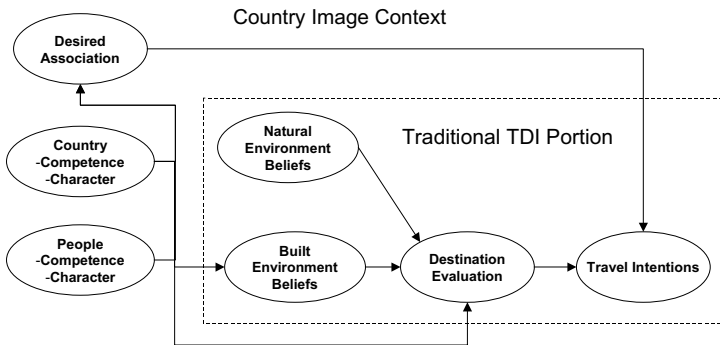 Country Image Context
Desired
Association
Country
-Competence
-Character
People
-Competence
-Character
Natural
Environment
Beliefs
Traditional TDI Portion
Built
Environment
Beliefs
Destination
Evaluation
Travel Intentions